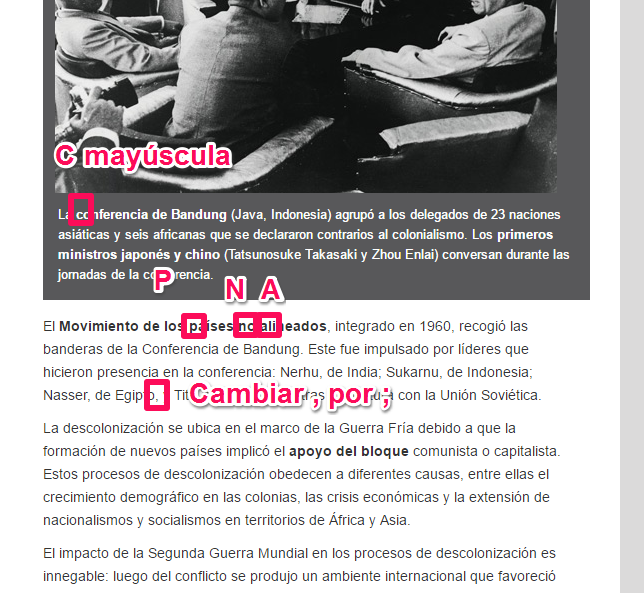 C mayúscula
La conferencia de Bandung (Java, Indonesia) agrupó a los delegados de 23 naciones
asiáticas y seis africanas que se declararon contrarios al colonialismo. Los primeros
ministros japonés y chino (Tatsunosuke Takasaki y Zhou Enlai) conversan durante las
jornadas de la conferencia.
P N A
El Movimiento de los países no alineados, integrado en 1960, recogió las
banderas de la Conferencia de Bandung. Este fue impulsado por líderes que
hicieron presencia en la conferencia: Nerhu, de India; Sukarnu, de Indonesia;
Nasser, de Egipto, y con la Unión Soviética.
Cambiar , por ;
La descolonización se ubica en el marco de la Guerra Fría debido a que la
formación de nuevos países implicó el apoyo del bloque comunista o capitalista.
Estos procesos de descolonización obedecen a diferentes causas, entre ellas el
crecimiento demográfico en las colonias, las crisis económicas y la extensión de
nacionalismos y socialismos en territorios de África y Asia.
El impacto de la Segunda Guerra Mundial en los procesos de descolonización es
innegable: luego del conflicto se produjo un ambiente internacional que favoreció